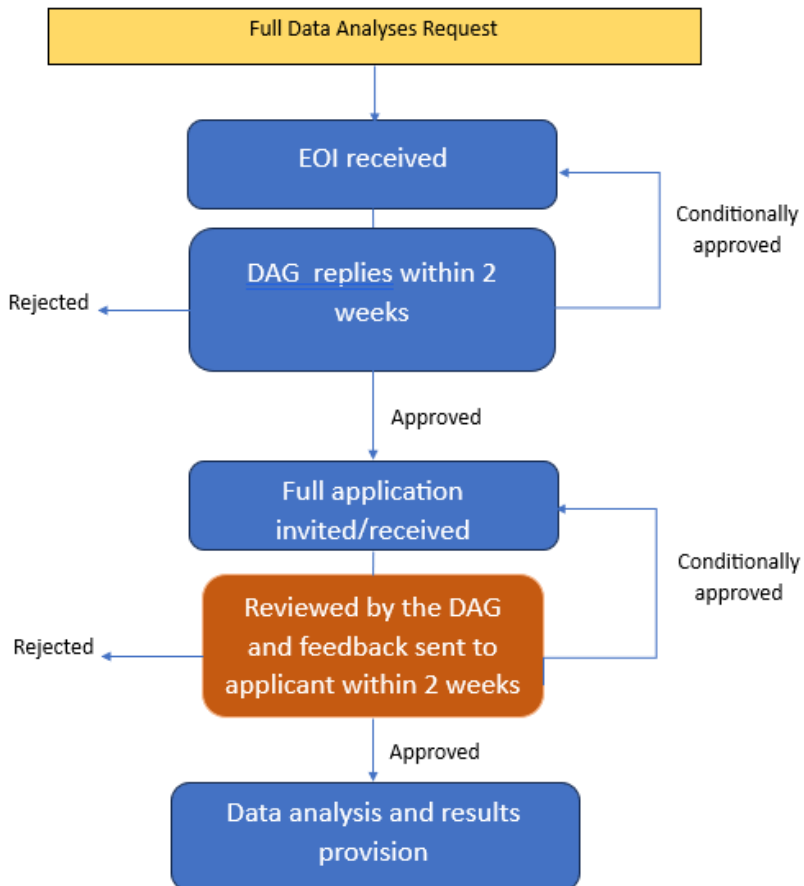 Full Data Analyses Request
EOI received
Conditionally
approved
DAG replies within 2
weeks
Rejected
Approved
Full application
invited/received
Conditionally
approved
Reviewed by the DAG
and feedback sent to
applicant within 2 weeks
Rejected
Approved
Data analysis and results
provision